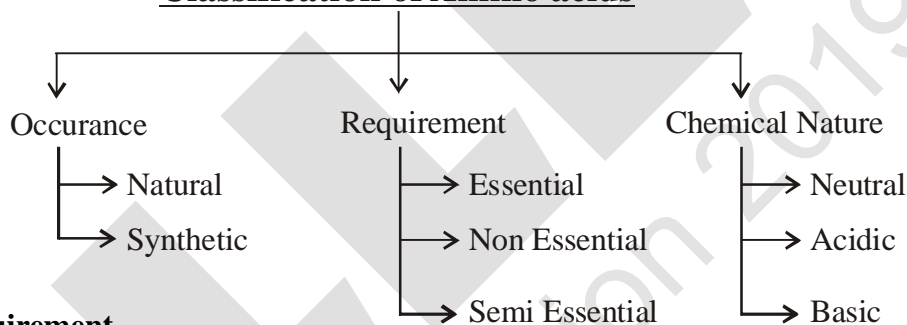 Classification of Amino acids
Occurance Requirement Chemical Nature
Natural Essential Neutral
Synthetic Non Essential Acidic
Semi Essential Basic